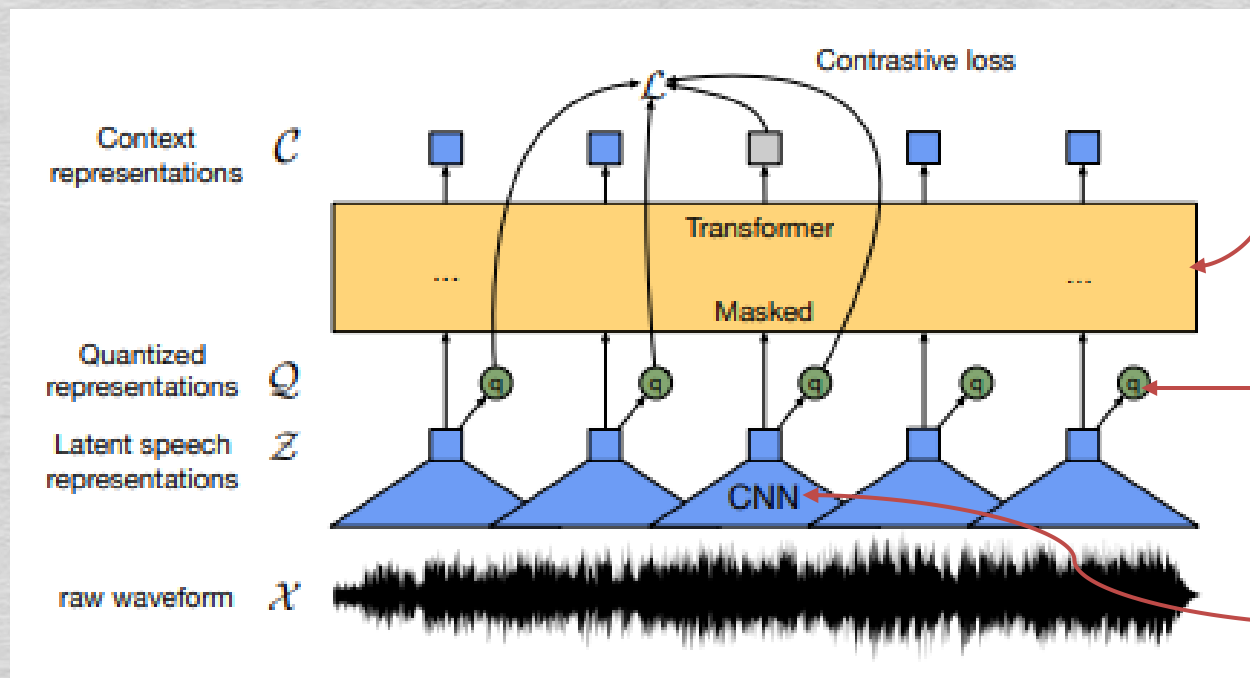 Contrastive loss
ℒ
Context
representations
𝒞
Transformer
...
...
Masked
Quantized
representations
𝒬
q
q
q
q
q
Latent speech
representations
𝒵
CNN
raw waveform
𝒳